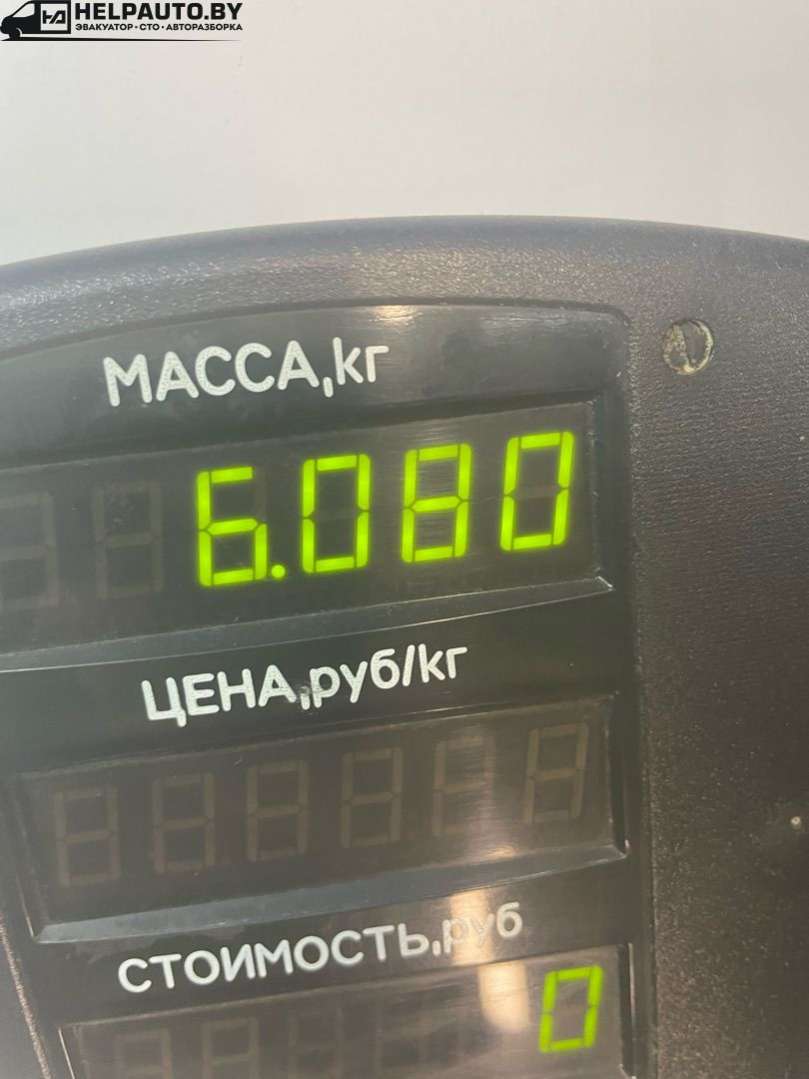 HELPAUTO.BY
ЭВАКУАТОР • СТО • АВТОРАЗБОРКА
МАССА,кг
6.080
ЦЕНА,руб/кг
СТОИМОСТЬ,руб
0